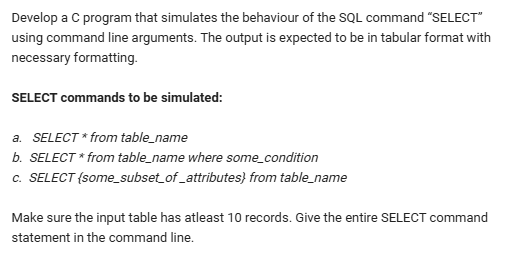 Develop a C program that simulates the behaviour of the SQL command “SELECT”
using command line arguments. The output is expected to be in tabular format with
necessary formatting.
SELECT commands to be simulated:
a. SELECT * from table_name
b. SELECT * from table_name where some_condition
c. SELECT {some_subset_of_attributes} from table_name
Make sure the input table has atleast 10 records. Give the entire SELECT command
statement in the command line.